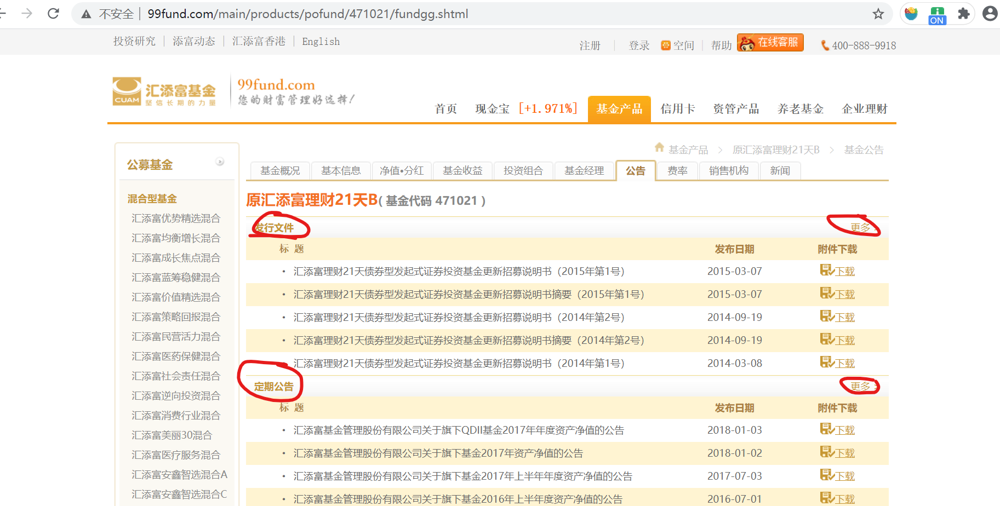 不安全 | 99fund.com/main/products/pofund/471021/fundgg.shtml
ON
投资研究 | 添富动态 | 汇添富香港 | English
注册 | 登录 空间 | 帮助 在线客服 400-888-9918
CUAM 汇添富基金
坚信长期的力量
99fund.com
您的财富管理好选择!
首页 现金宝 [+1.971%] 基金产品 信用卡 资管产品 养老基金 企业理财
基金产品 > 原汇添富理财21天B > 基金公告
公募基金
混合型基金
汇添富优势精选混合
汇添富均衡增长混合
汇添富成长焦点混合
汇添富蓝筹稳健混合
汇添富价值精选混合
汇添富策略回报混合
汇添富民营活力混合
汇添富医药保健混合
汇添富社会责任混合
汇添富逆向投资混合
汇添富消费行业混合
汇添富美丽30混合
汇添富医疗服务混合
汇添富安鑫智选混合A
汇添富安鑫智选混合C
基金概况 基本信息 净值•分红 基金收益 投资组合 基金经理 公告 费率 销售机构 新闻
原汇添富理财21天B( 基金代码 471021 )
发行文件 更多
标 题 发布日期 附件下载
· 汇添富理财21天债券型发起式证券投资基金更新招募说明书（2015年第1号） 2015-03-07 下载
· 汇添富理财21天债券型发起式证券投资基金更新招募说明书摘要（2015年第1号） 2015-03-07 下载
· 汇添富理财21天债券型发起式证券投资基金更新招募说明书（2014年第2号） 2014-09-19 下载
· 汇添富理财21天债券型发起式证券投资基金更新招募说明书摘要（2014年第2号） 2014-09-19 下载
汇添富理财21天债券型发起式证券投资基金更新招募说明书（2014年第1号） 2014-03-08 下载
定期公告 更多 >
标 题 发布日期 附件下载
· 汇添富基金管理股份有限公司关于旗下QDII基金2017年年度资产净值的公告 2018-01-03 下载
· 汇添富基金管理股份有限公司关于旗下基金2017年资产净值的公告 2018-01-02 下载
· 汇添富基金管理股份有限公司关于旗下基金2017年上半年年度资产净值的公告 2017-07-03 下载
· 汇添富基金管理股份有限公司关于旗下基金2016年上半年度资产净值的公告 2016-07-01 下载